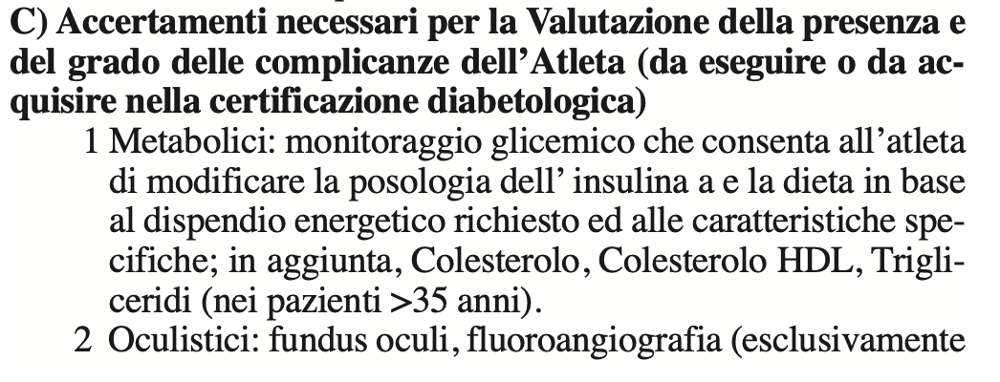 C) Accertamenti necessari per la Valutazione della presenza e
del grado delle complicanze dell’Atleta (da eseguire o da ac-
quisire nella certificazione diabetologica)
1 Metabolici: monitoraggio glicemico che consenta all’atleta
di modificare la posologia dell’ insulina a e la dieta in base
al dispendio energetico richiesto ed alle caratteristiche spe-
cifiche; in aggiunta, Colesterolo, Colesterolo HDL, Trigli-
ceridi (nei pazienti >35 anni).
2 Oculistici: fundus oculi, fluoroangiografia (esclusivamente